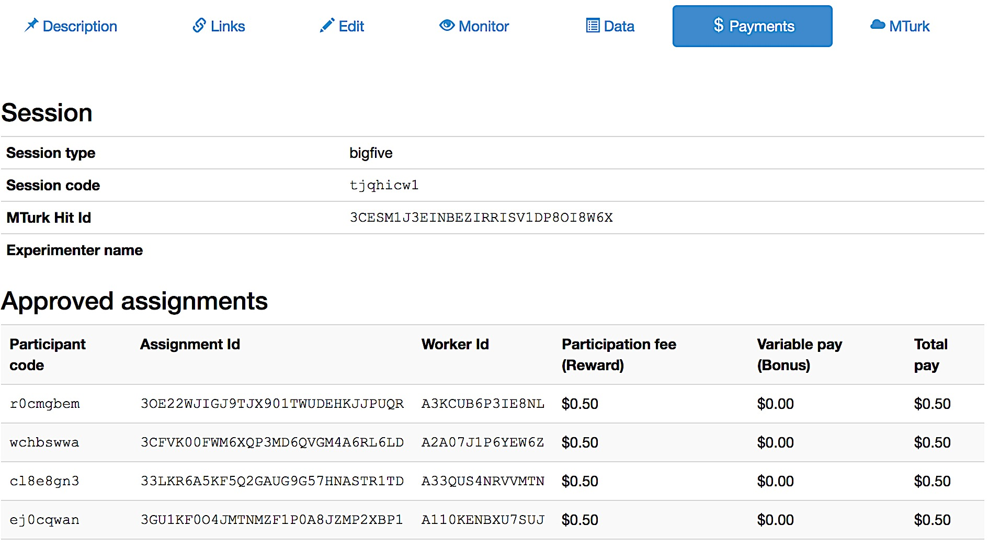 Description Links Edit Monitor Data $ Payments MTurk
Session
Session type bigfive
Session code tjqhicw1
MTurk Hit Id 3CESM1J3EINBEZIRRISV1DP8OI8W6X
Experimenter name
Approved assignments
Participant code Assignment Id Worker Id Participation fee (Reward) Variable pay (Bonus) Total pay
r0cmgbem 3OE22WJIGJ9TJX901TWUDEHKJJPUQR A3KCUB6P3IE8NL $0.50 $0.00 $0.50
wchbswwa 3CFVK00FWM6XQP3MD6QVGM4A6RL6LD A2A07J1P6YEW6Z $0.50 $0.00 $0.50
cl8e8gn3 33LKR6A5KF5Q2GAUG9G57HNASTR1TD A33QUS4NRVVMTN $0.50 $0.00 $0.50
ej0cqwan 3GU1KF0O4JMTNMZF1P0A8JZMP2XBP1 A110KENBXU7SUJ $0.50 $0.00 $0.50